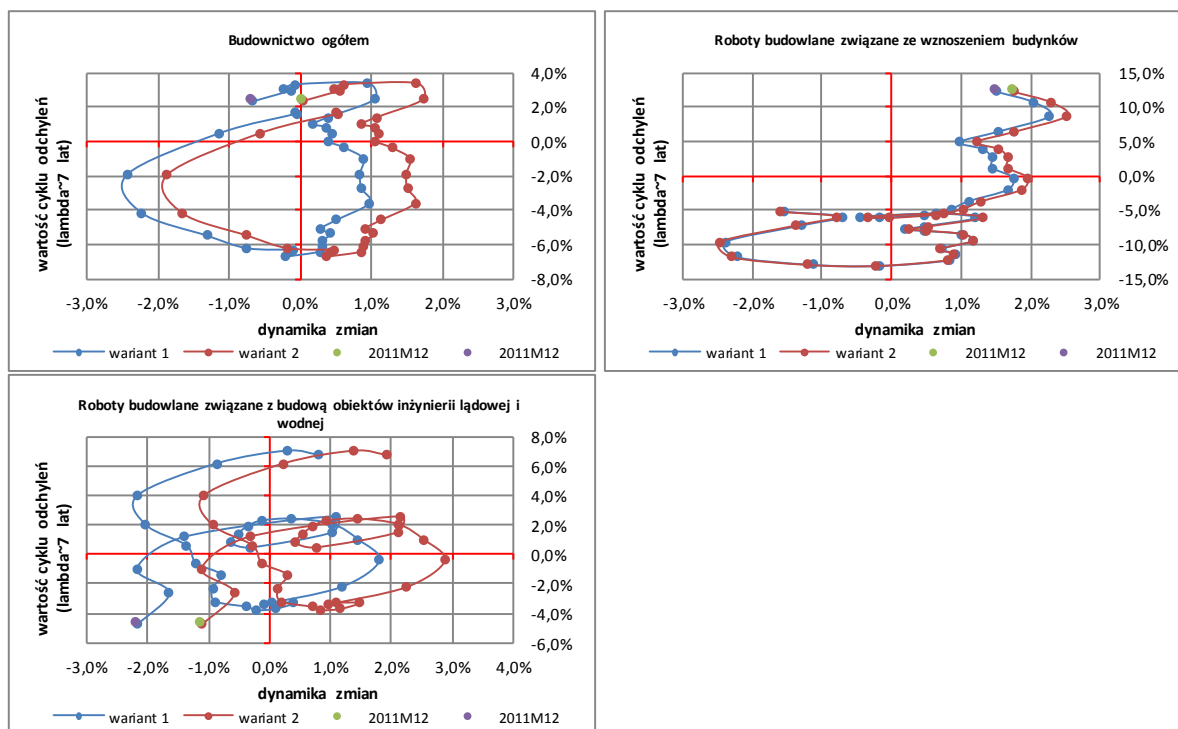 Budownictwo ogółem
4,0%
2,0%
0,0%
-2,0%
-4,0%
-6,0%
-8,0%
wartość cyklu odchyleń
(lambda~7 lat)
-3,0% -2,0% -1,0% 0,0% 1,0% 2,0% 3,0%
dynamika zmian
wariant 1 wariant 2 2011M12 2011M12
Roboty budowlane związane ze wznoszeniem budynków
15,0%
10,0%
5,0%
0,0%
-5,0%
-10,0%
-15,0%
wartość cyklu odchyleń
(lambda~7 lat)
-3,0% -2,0% -1,0% 0,0% 1,0% 2,0% 3,0%
dynamika zmian
wariant 1 wariant 2 2011M12 2011M12
Roboty budowlane związane z budową obiektów inżynierii lądowej i
wodnej
8,0%
6,0%
4,0%
2,0%
0,0%
-2,0%
-4,0%
-6,0%
wartość cyklu odchyleń
(lambda~7 lat)
-3,0% -2,0% -1,0% 0,0% 1,0% 2,0% 3,0% 4,0%
dynamika zmian
wariant 1 wariant 2 2011M12 2011M12